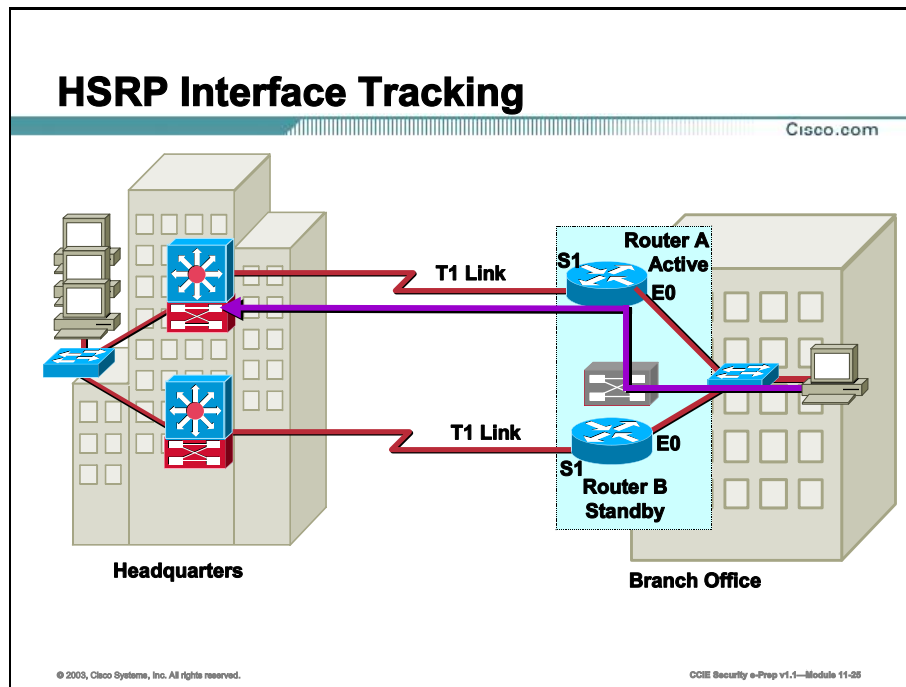 HSRP Interface Tracking
Cisco.com
Router A
Active
S1
T1 Link
E0
T1 Link
E0
S1
Router B
Standby
Headquarters
Branch Office
© 2003, Cisco Systems, Inc. All rights reserved.
CCIE Security e-Prep v1.1—Module 11-25